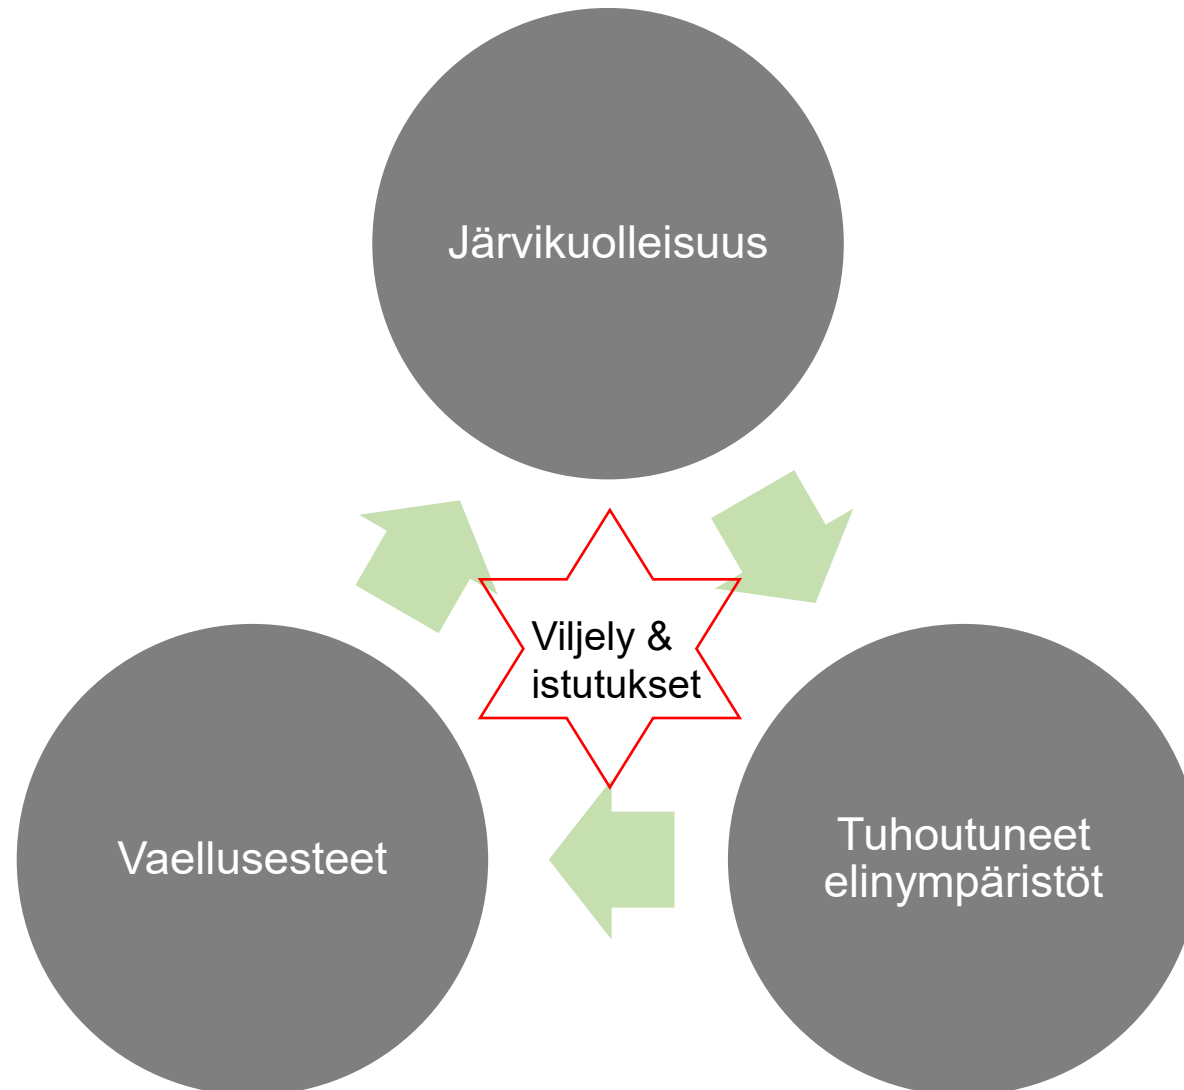 Järvikuolleisuus
Viljely &
istutukset
Vaellusesteet
Tuhoutuneet
elinympäristöt